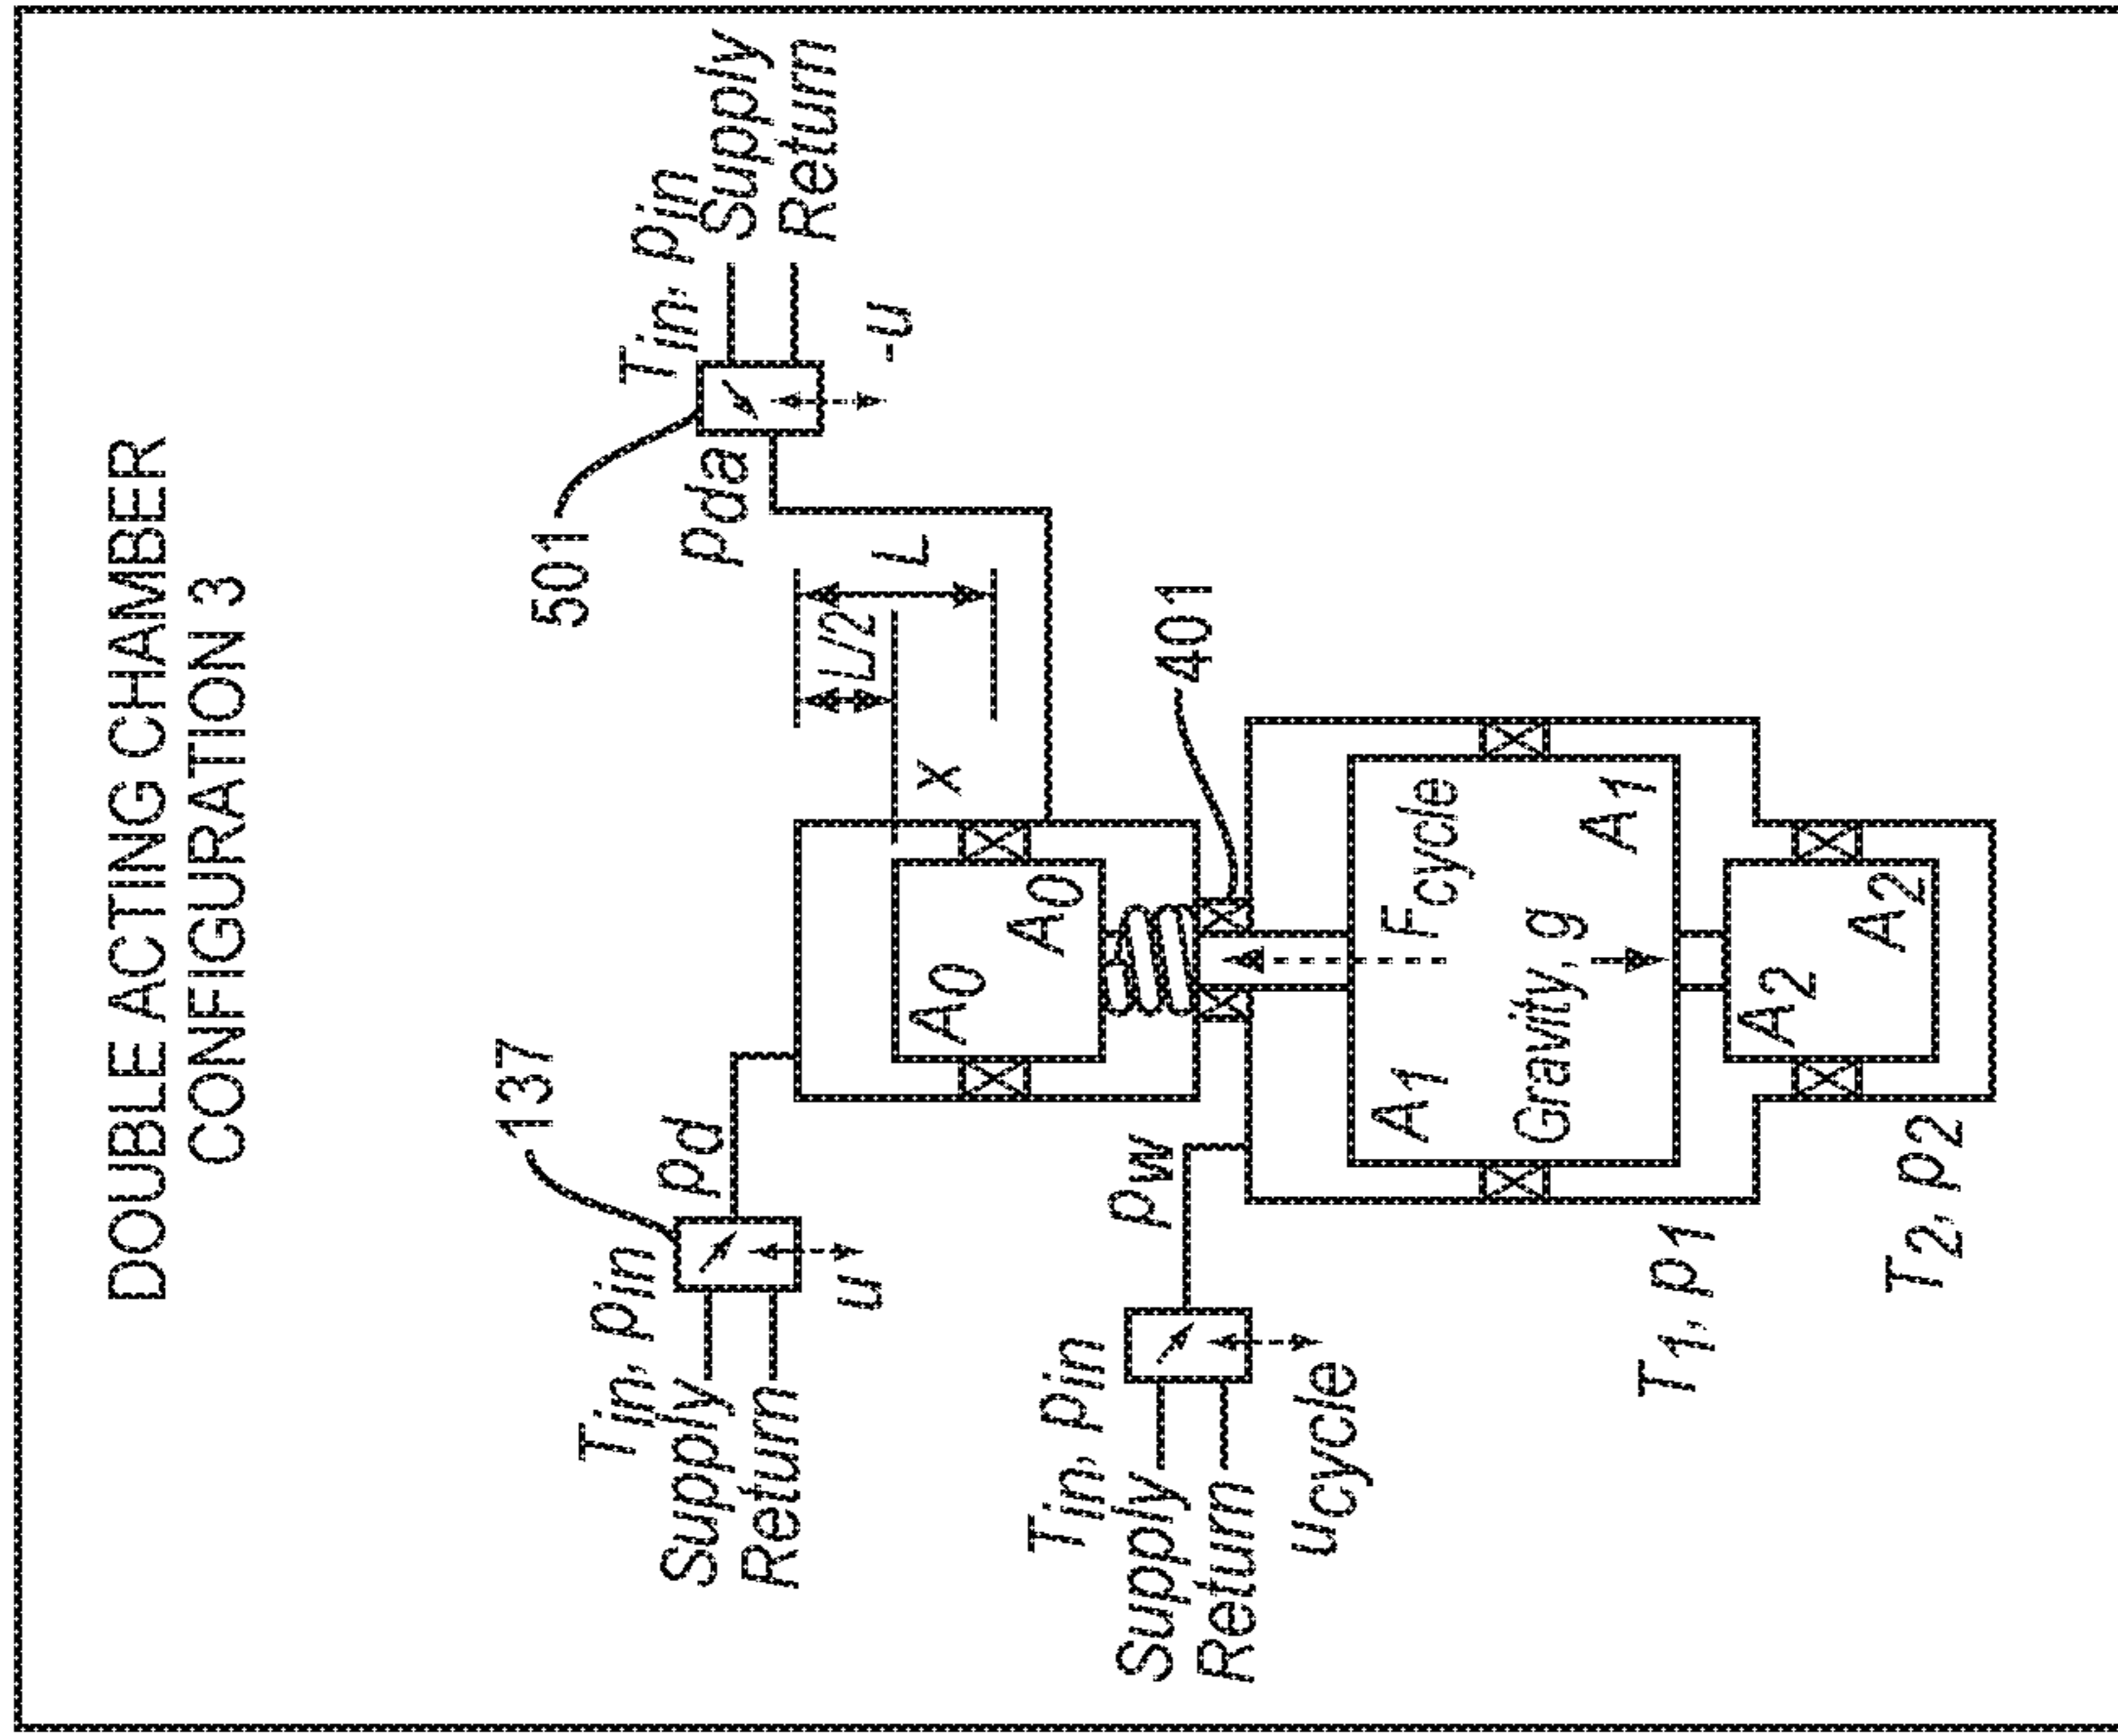 DOUBLE ACTING CHAMBER
CONFIGURATION 3
137
Tin, pin
Supply
Return
pd
u
501
Tin, pin
Supply
Return
pda
-u
L/2
L
x
A0
A0
401
Tin, pin
Supply
Return
pw
ucycle
A1
Fcycle
Gravity, g
A1
T1, p1
A2
A2
T2, p2